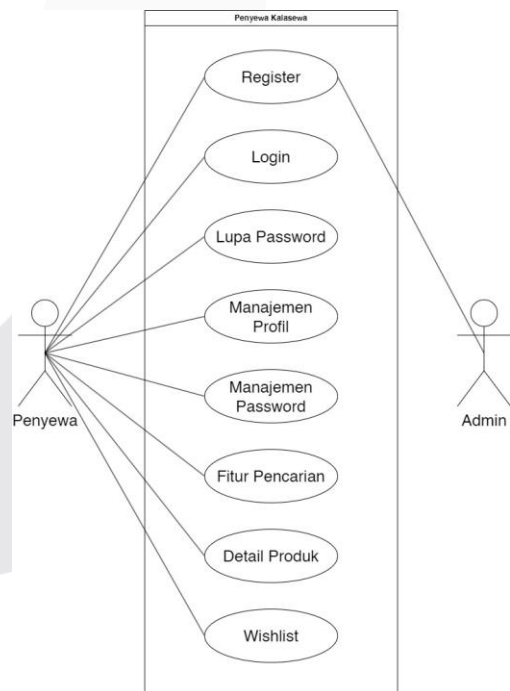 Penyewa Kalasewa
Register
Login
Lupa Password
Manajemen
Profil
Manajemen
Password
Penyewa
Admin
Fitur Pencarian
Detail Produk
Wishlist